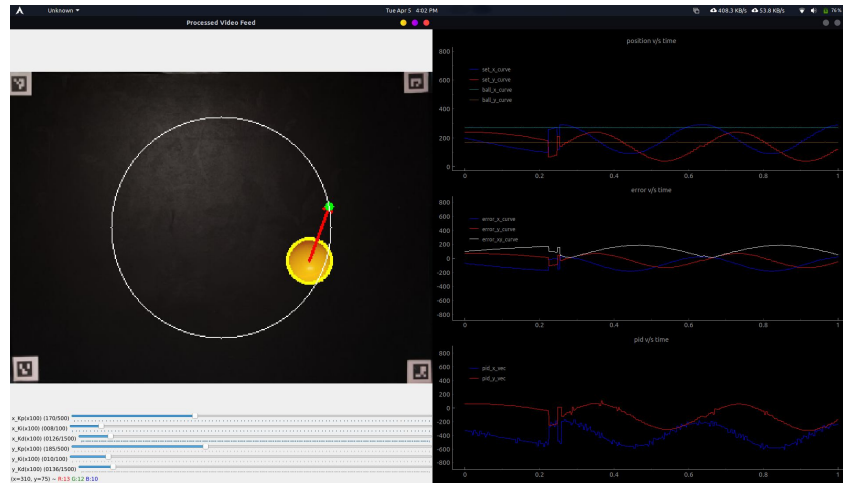 Unknown
Tue Apr 5 4:02 PM
408.3 KB/s 53.8 KB/s 76%
Processed Video Feed
x_Kp(x100) (170/500)
x_Ki(x100) (008/100)
x_Kd(x100) (0126/1500)
y_Kp(x100) (185/500)
y_Ki(x100) (010/100)
y_Kd(x100) (0136/1500)
(x=310, y=75) ~ R:13 G:12 B:10
position v/s time
800
600
400
200
0
set_x_curve
set_y_curve
ball_x_curve
ball_y_curve
0 0.2 0.4 0.6 0.8 1
error v/s time
800
600
400
200
0
-200
-400
-600
-800
error_x_curve
error_y_curve
error_xy_curve
0 0.2 0.4 0.6 0.8 1
pid v/s time
800
600
400
200
0
-200
-400
-600
-800
pid_x_vec
pid_y_vec
0 0.2 0.4 0.6 0.8 1